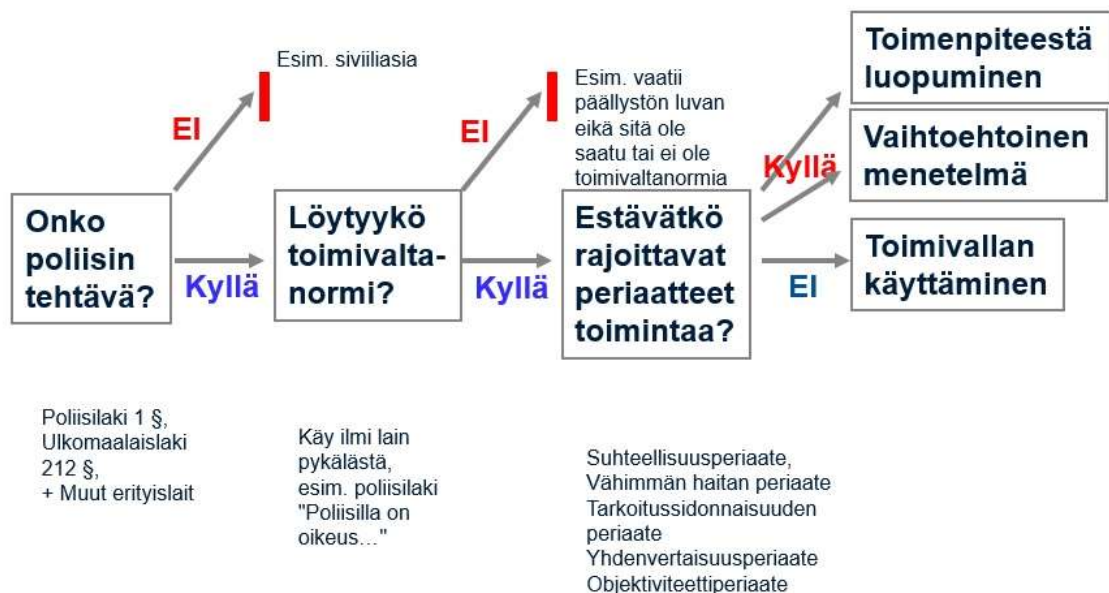 Esim. siviiliasia
EI
Onko
poliisin
tehtävä?
Kyllä
Poliisilaki 1 §,
Ulkomaalaislaki
212 §,
+ Muut erityislait
Löytyykö
toimivalta-
normi?
EI
Kyllä
Käy ilmi lain
pykälästä,
esim. poliisilaki
"Poliisilla on
oikeus…"
Esim. vaatii
päällystön luvan
eikä sitä ole
saatu tai ei ole
toimivaltanormia
Estävätkö
rajoittavat
periaatteet
toimintaa?
Kyllä
EI
Suhteellisuusperiaate,
Vähimmän haitan periaate
Tarkoitussidonnaisuuden
periaate
Yhdenvertaisuusperiaate
Objektiviteettiperiaate
Toimenpiteestä
luopuminen
Vaihtoehtoinen
menetelmä
Toimivallan
käyttäminen